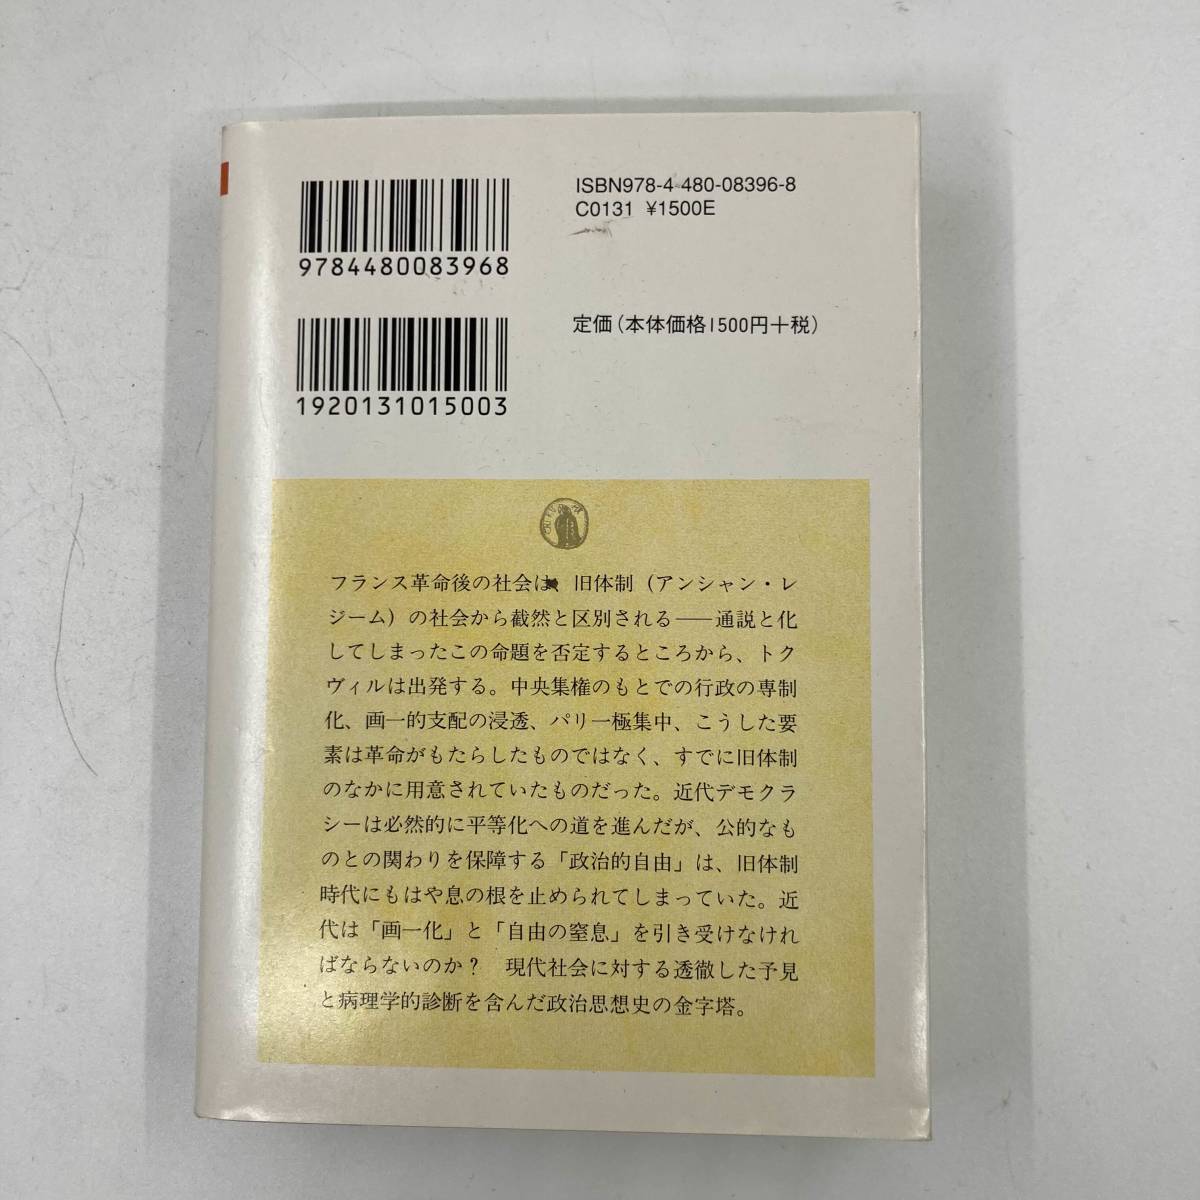 ISBN978-4-480-08396-8
C0131 ¥1500E
9784480083968
定価(本体価格1500円+税)
1920131015003
フランス革命後の社会は、旧体制（アンシャン・レ
ジーム）の社会から截然と区別される――通説と化
してしまったこの命題を否定するところから、トク
ヴィルは出発する。中央集権のもとでの行政の専制
化、画一的支配の浸透、パリ一極集中、こうした要
素は革命がもたらしたものではなく、すでに旧体制
のなかに用意されていたものだった。近代デモクラ
シーは必然的に平等化への道を進んだが、公的なも
のとの関わりを保障する「政治的自由」は、旧体制
時代にもはや息の根を止められてしまっていた。近
代は「画一化」と「自由の窒息」を引き受けなけれ
ばならないのか？　現代社会に対する透徹した予見
と病理学的診断を含んだ政治思想史の金字塔。